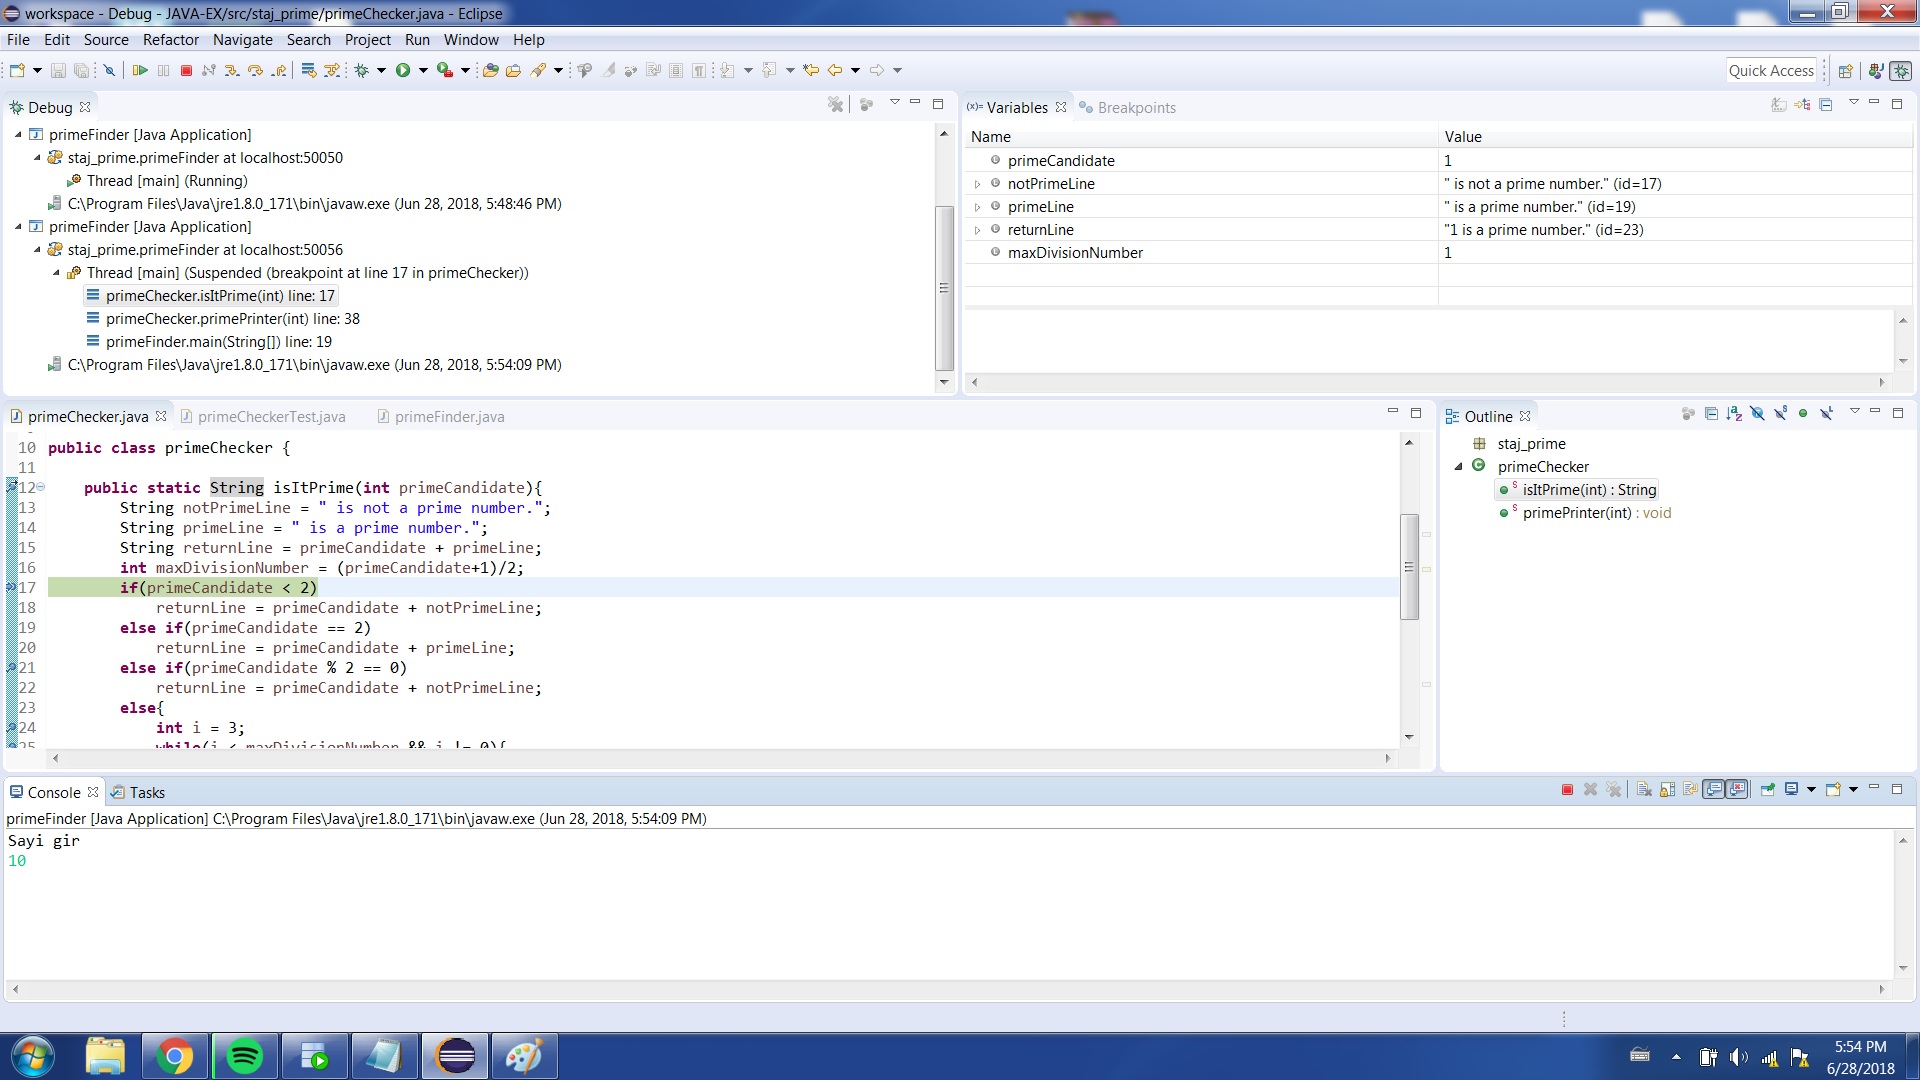 workspace - Debug - JAVA-EX/src/staj_prime/primeChecker.java - Eclipse
File Edit Source Refactor Navigate Search Project Run Window Help
Quick Access
Debug
primeFinder [Java Application]
staj_prime.primeFinder at localhost:50050
Thread [main] (Running)
C:\Program Files\Java\jre1.8.0_171\bin\javaw.exe (Jun 28, 2018, 5:48:46 PM)
primeFinder [Java Application]
staj_prime.primeFinder at localhost:50056
Thread [main] (Suspended (breakpoint at line 17 in primeChecker))
primeChecker.isItPrime(int) line: 17
primeChecker.primePrinter(int) line: 38
primeFinder.main(String[]) line: 19
C:\Program Files\Java\jre1.8.0_171\bin\javaw.exe (Jun 28, 2018, 5:54:09 PM)
(x)= Variables Breakpoints
Name Value
primeCandidate 1
notPrimeLine " is not a prime number." (id=17)
primeLine " is a prime number." (id=19)
returnLine "1 is a prime number." (id=23)
maxDivisionNumber 1
primeChecker.java primeCheckerTest.java primeFinder.java
10 public class primeChecker {
11
12 public static String isItPrime(int primeCandidate){
13 String notPrimeLine = " is not a prime number.";
14 String primeLine = " is a prime number.";
15 String returnLine = primeCandidate + primeLine;
16 int maxDivisionNumber = (primeCandidate+1)/2;
17 if(primeCandidate < 2)
18 returnLine = primeCandidate + notPrimeLine;
19 else if(primeCandidate == 2)
20 returnLine = primeCandidate + primeLine;
21 else if(primeCandidate % 2 == 0)
22 returnLine = primeCandidate + notPrimeLine;
23 else{
24 int i = 3;
25 while(i < maxDivisionNumber && i != 0){
Outline
staj_prime
primeChecker
isItPrime(int) : String
primePrinter(int) : void
Console Tasks
primeFinder [Java Application] C:\Program Files\Java\jre1.8.0_171\bin\javaw.exe (Jun 28, 2018, 5:54:09 PM)
Sayi gir
10
5:54 PM
6/28/2018